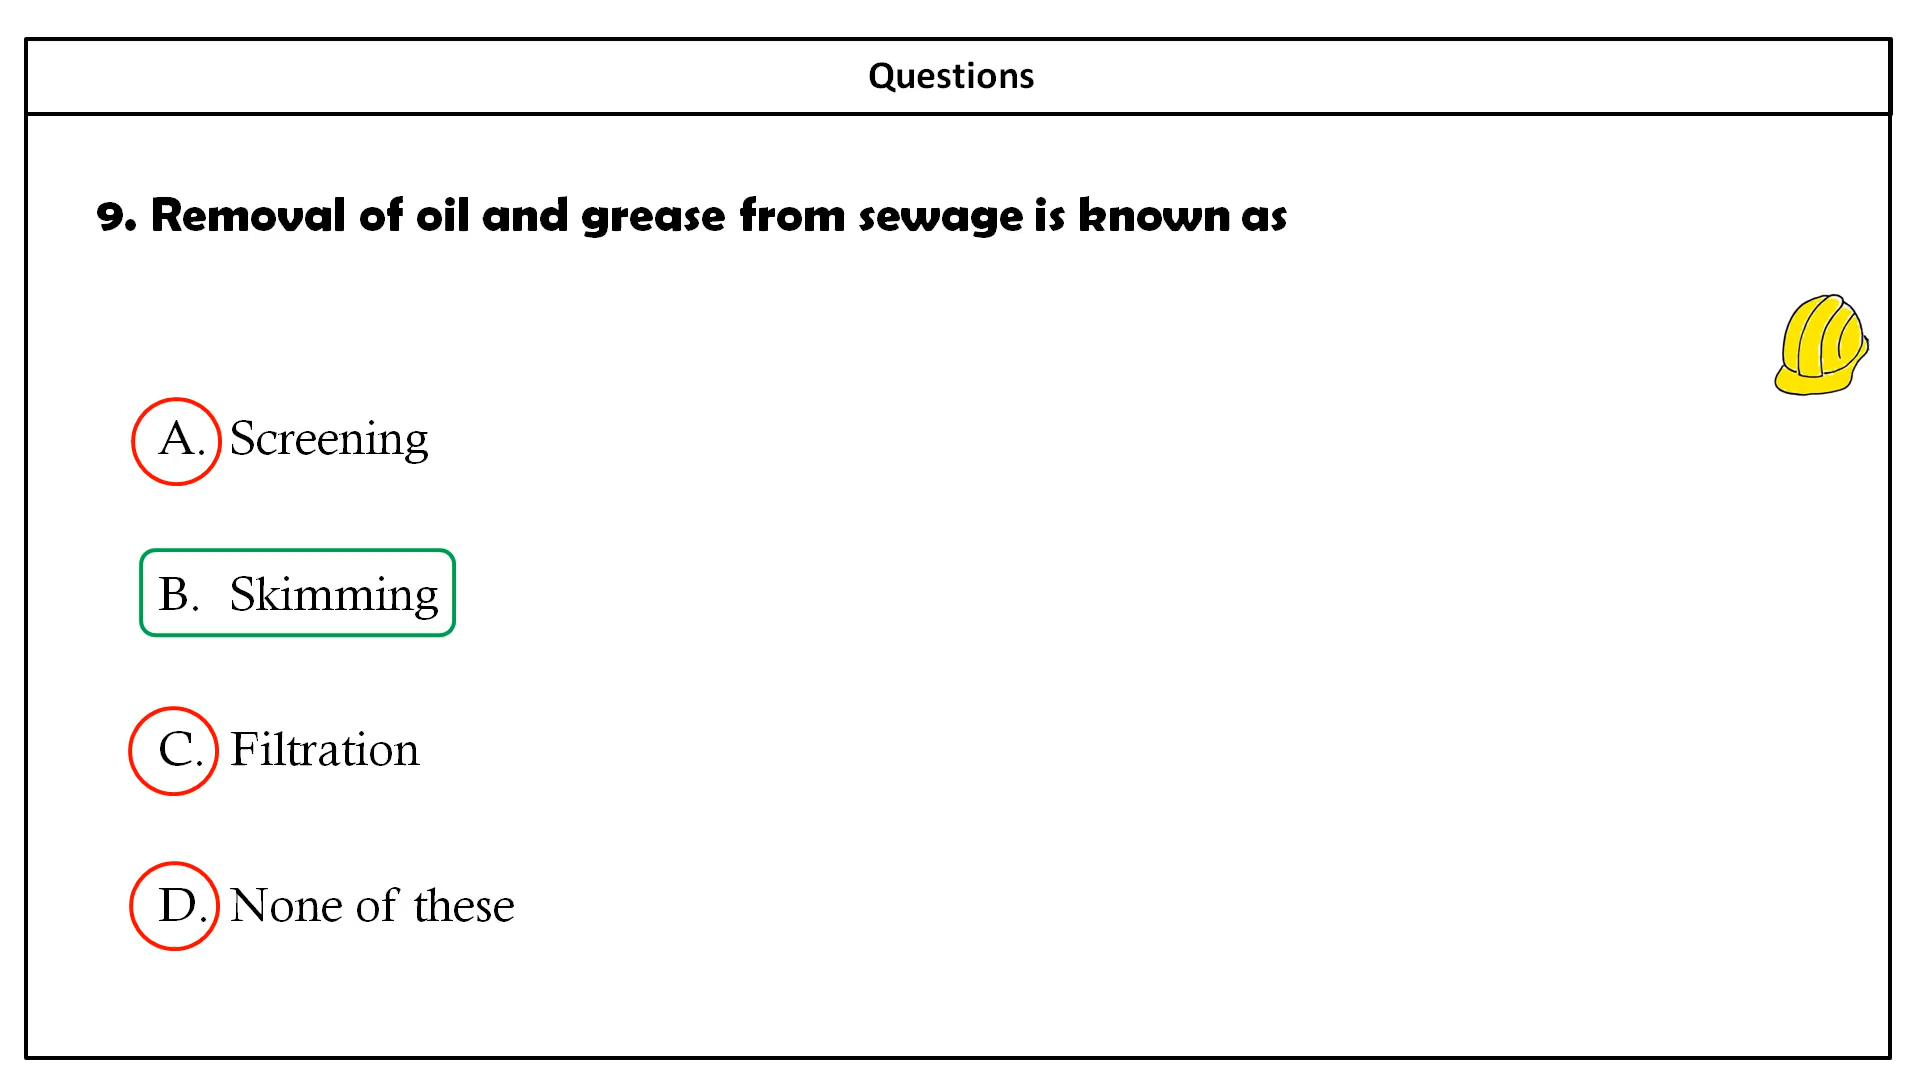 Questions
9. Removal of oil and grease from sewage is known as
A. Screening
B. Skimming
C. Filtration
D. None of these